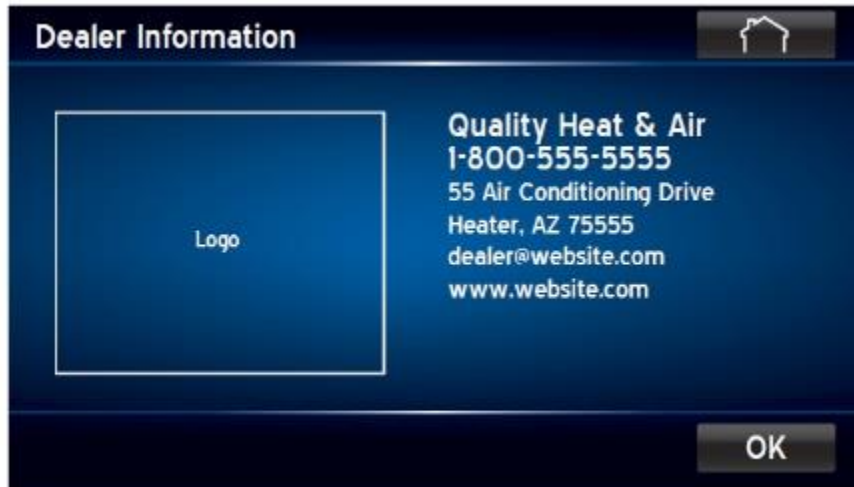 Dealer Information
Logo
Quality Heat & Air
1-800-555-5555
55 Air Conditioning Drive
Heater, AZ 75555
dealer@website.com
www.website.com
OK